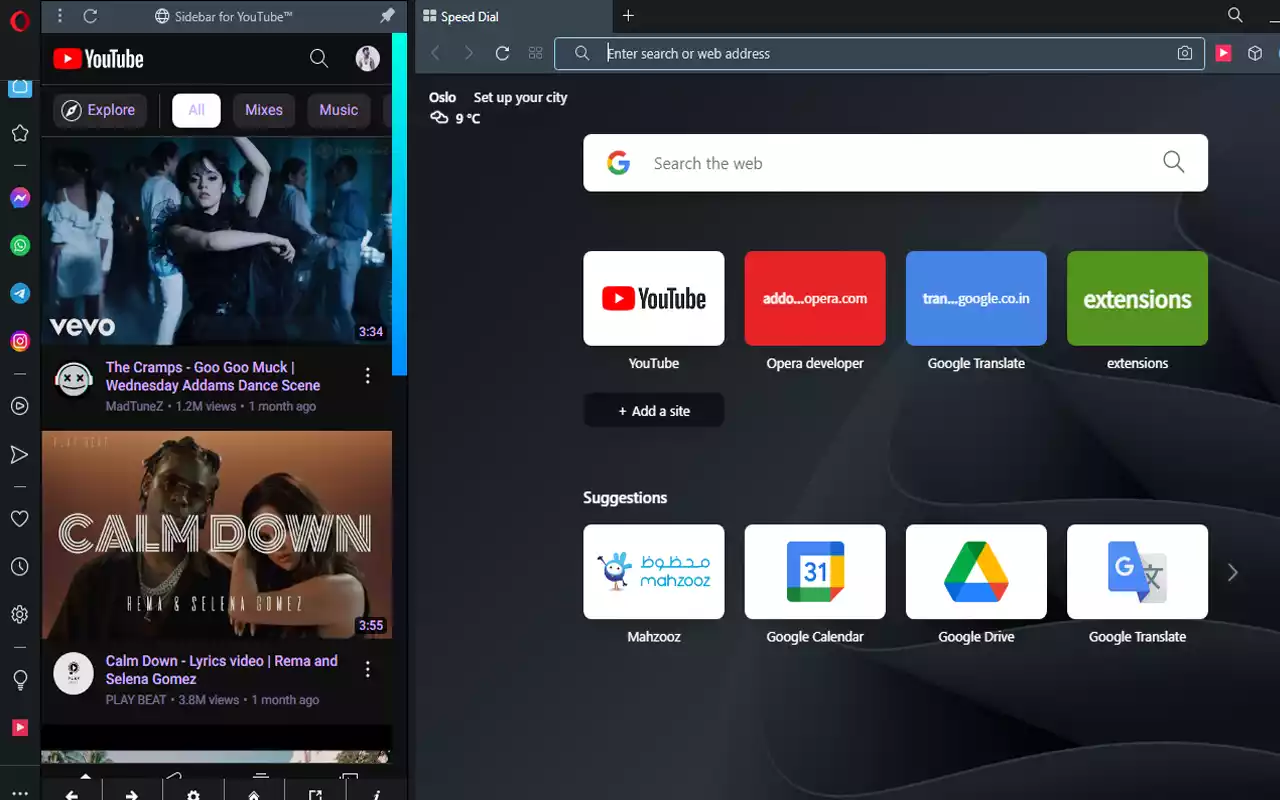 Sidebar for YouTube™
YouTube
Explore
All
Mixes
Music
vevo
3:34
The Cramps - Goo Goo Muck |
Wednesday Addams Dance Scene
MadTuneZ • 1.2M views • 1 month ago
PLAY BEAT
CALM DOWN
REMA & SELENA GOMEZ
3:55
Calm Down - Lyrics video | Rema and
Selena Gomez
PLAY BEAT • 3.8M views • 1 month ago
Speed Dial
Enter search or web address
Oslo Set up your city
9 °C
Search the web
YouTube
addo...opera.com
tran...google.co.in
extensions
YouTube
Opera developer
Google Translate
extensions
+ Add a site
Suggestions
محظوظ
mahzooz
31
G
Mahzooz
Google Calendar
Google Drive
Google Translate